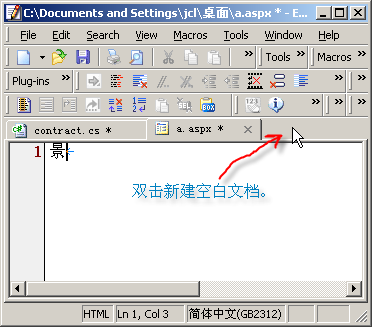 C:\Documents and Settings\jcl\桌面\a.aspx * - E...
File Edit Search View Macros Tools Window Help
Tools Macros
Plug-ins
123
contract.cs * a.aspx *
1 景
双击新建空白文档。
HTML Ln 1, Col 3 简体中文(GB2312)